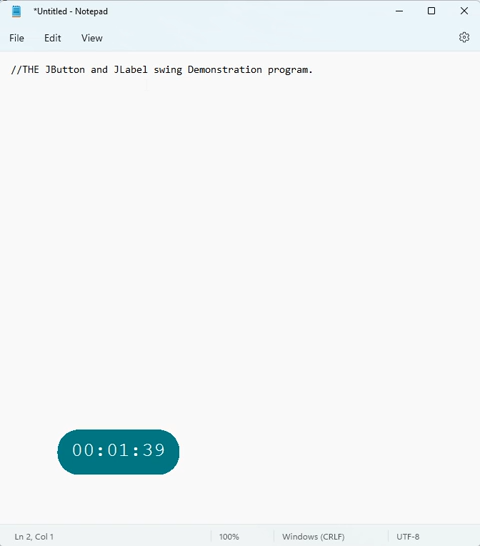 *Untitled - Notepad
File Edit View
//THE JButton and JLabel swing Demonstration program.
00:01:39
Ln 2, Col 1 100% Windows (CRLF) UTF-8